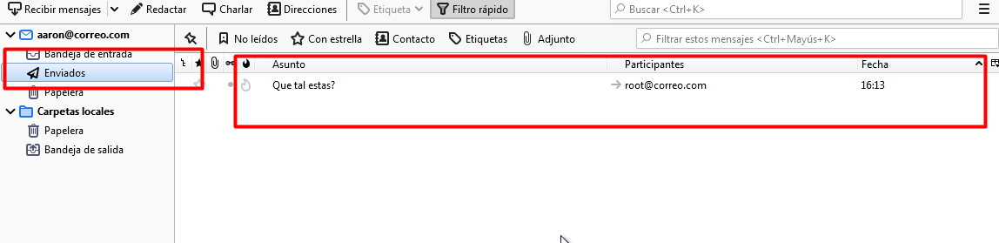 Recibir mensajes Redactar Charlar Direcciones Etiqueta Filtro rápido Buscar <Ctrl+K>
aaron@correo.com
Bandeja de entrada
Enviados
Papelera
Carpetas locales
Papelera
Bandeja de salida
No leídos Con estrella Contacto Etiquetas Adjunto Filtrar estos mensajes <Ctrl+Mayús+K>
Asunto Participantes Fecha
Que tal estas? root@correo.com 16:13